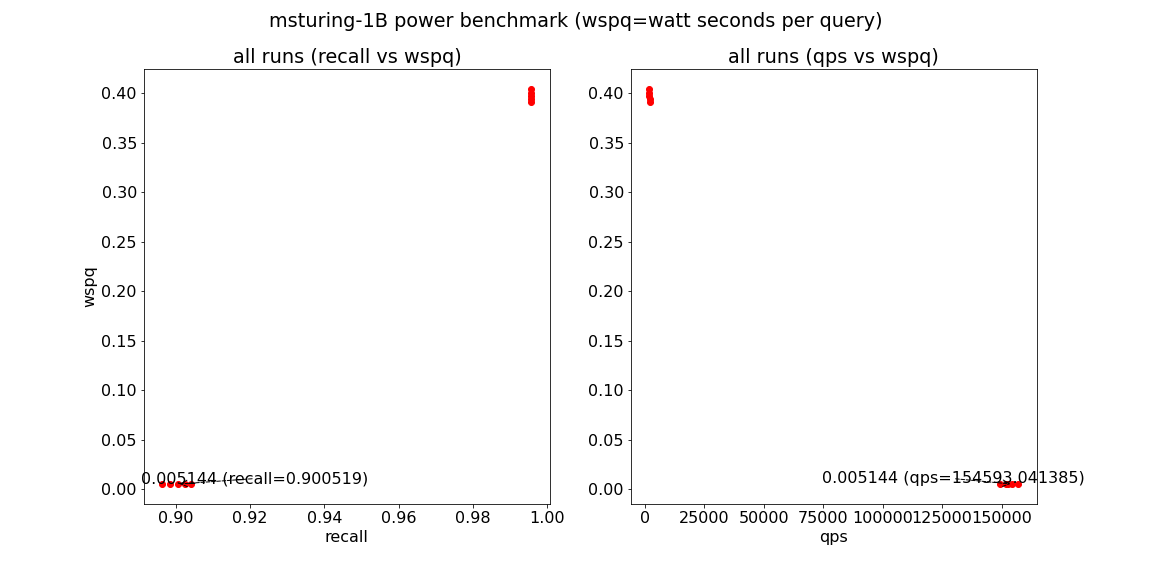 msturing-1B power benchmark (wspq=watt seconds per query)
all runs (recall vs wspq)
wspq
0.40
0.35
0.30
0.25
0.20
0.15
0.10
0.05
0.00
0.005144 (recall=0.900519)
0.90 0.92 0.94 0.96 0.98 1.00
recall
all runs (qps vs wspq)
0.40
0.35
0.30
0.25
0.20
0.15
0.10
0.05
0.00
0.005144 (qps=154593.041385)
0 25000 50000 75000 100000 125000 150000
qps